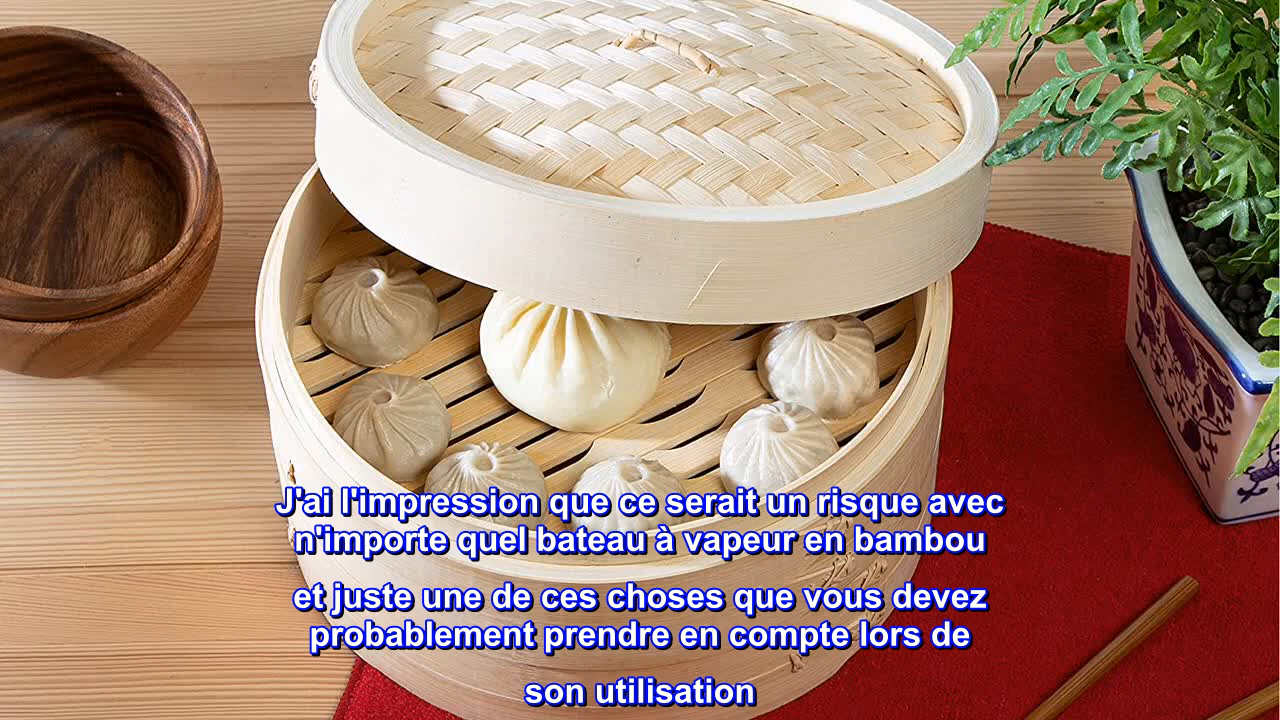 J'ai l'impression que ce serait un risque avec
n'importe quel bateau à vapeur en bambou
et juste une de ces choses que vous devez
probablement prendre en compte lors de
son utilisation